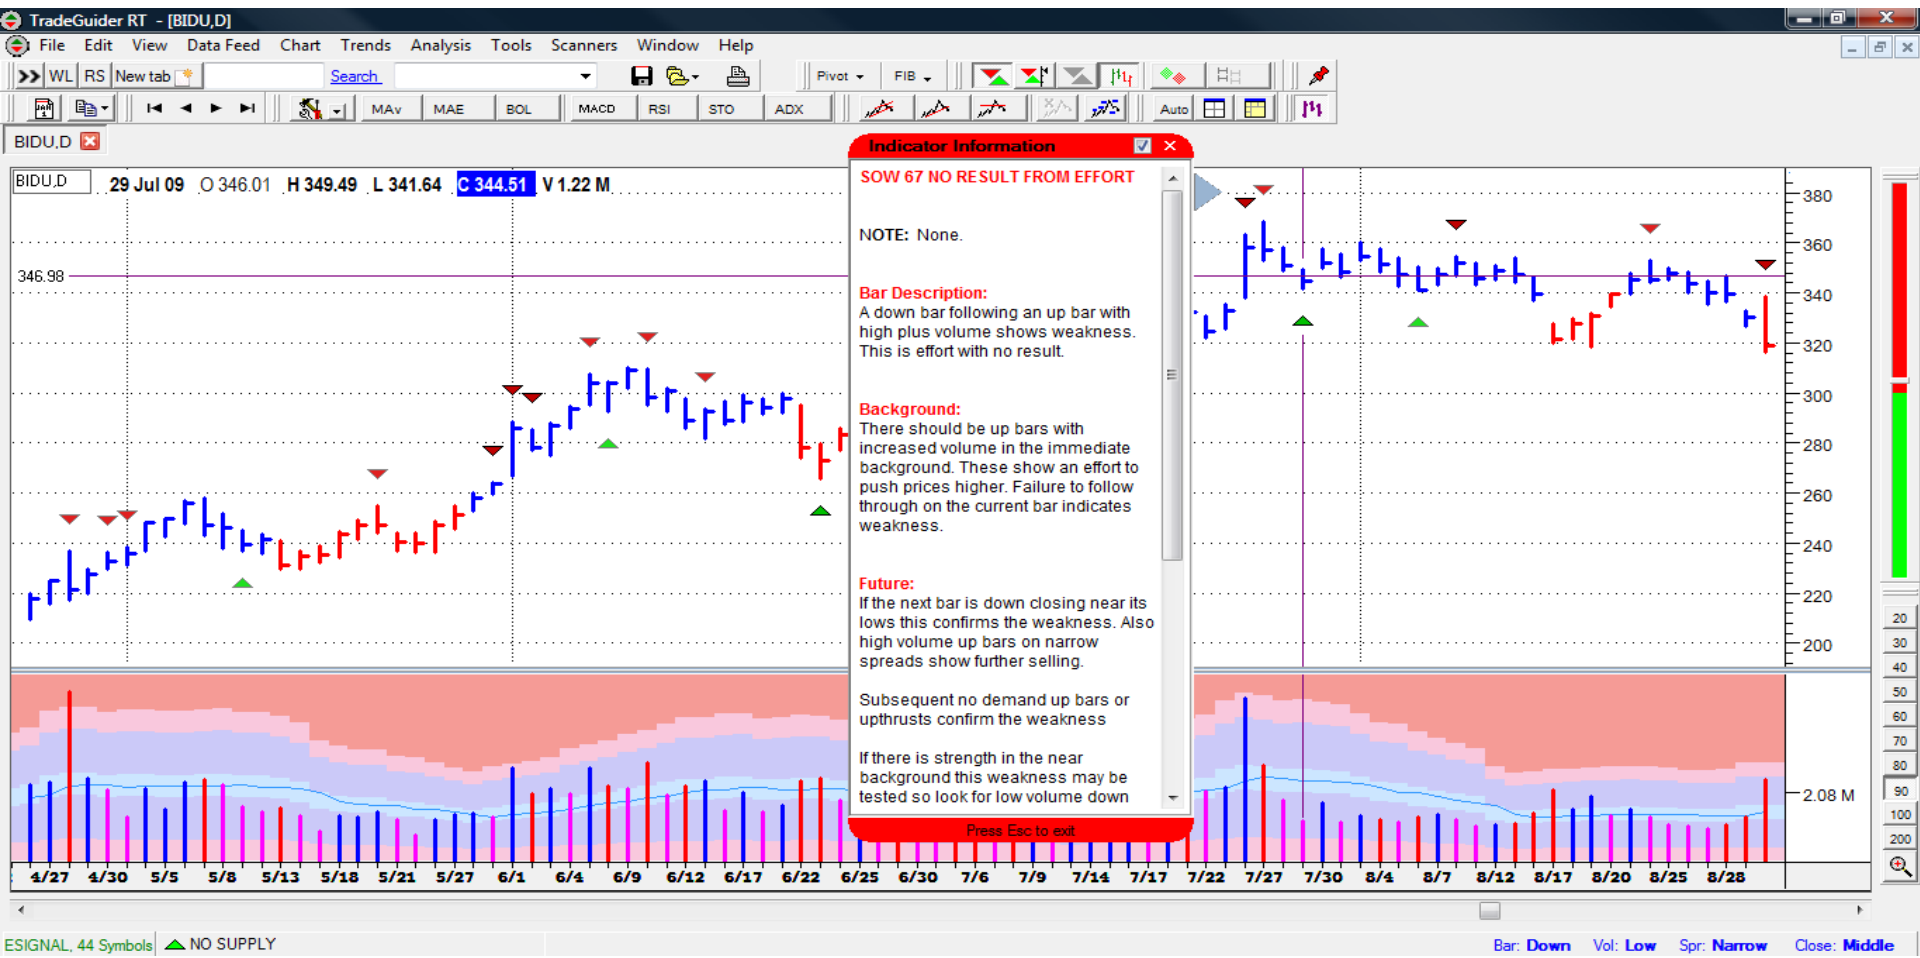 TradeGuider RT - [BIDU,D]
File Edit View Data Feed Chart Trends Analysis Tools Scanners Window Help
WL RS New tab Search Pivot FIB
MAv MAE BOL MACD RSI STO ADX Auto
BIDU,D
Indicator Information
BIDU,D 29 Jul 09 O 346.01 H 349.49 L 341.64 C 344.51 V 1.22 M
SOW 67 NO RESULT FROM EFFORT
NOTE: None.
Bar Description:
A down bar following an up bar with
high plus volume shows weakness.
This is effort with no result.
Background:
There should be up bars with
increased volume in the immediate
background. These show an effort to
push prices higher. Failure to follow
through on the current bar indicates
weakness.
Future:
If the next bar is down closing near its
lows this confirms the weakness. Also
high volume up bars on narrow
spreads show further selling.
Subsequent no demand up bars or
upthrusts confirm the weakness
If there is strength in the near
background this weakness may be
tested so look for low volume down
Press Esc to exit
346.98
380
360
340
320
300
280
260
240
220
200
2.08 M
20
30
40
50
60
70
80
90
100
200
4/27 4/30 5/5 5/8 5/13 5/18 5/21 5/27 6/1 6/4 6/9 6/12 6/17 6/22 6/25 6/30 7/6 7/9 7/14 7/17 7/22 7/27 7/30 8/4 8/7 8/12 8/17 8/20 8/25 8/28
ESIGNAL, 44 Symbols NO SUPPLY Bar: Down Vol: Low Spr: Narrow Close: Middle